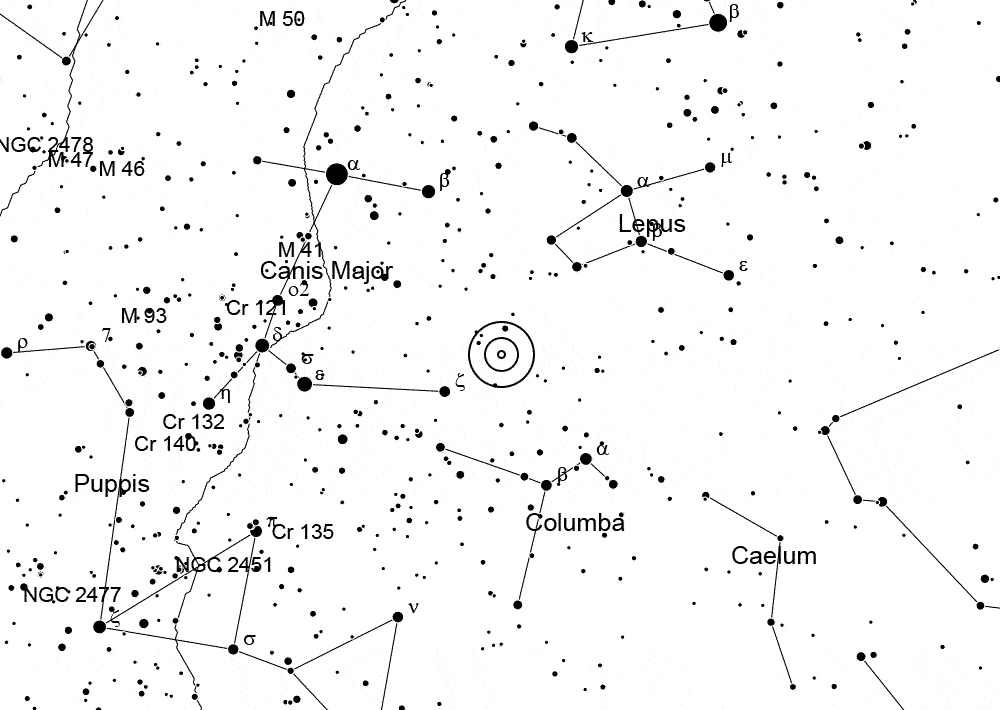 M 50
β
κ
NGC 2478
M 47
M 46
α
β
μ
α
Lepus
β
ε
M 41
Canis Major
ο2
Cr 121
M 93
δ
ρ
7
σ
ε
ζ
η
Cr 132
Cr 140
α
β
Puppis
Columba
π
Cr 135
Caelum
NGC 2451
NGC 2477
ζ
ν
σ